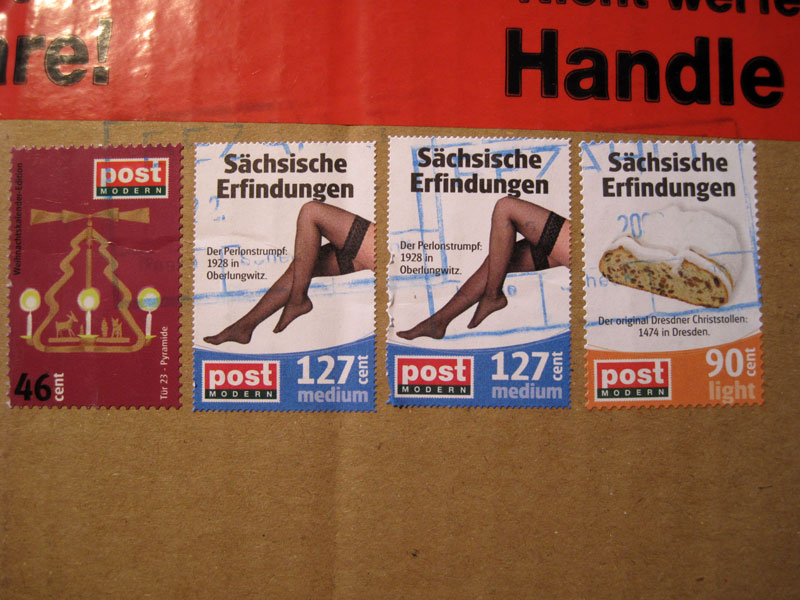 are!
Handle
post
MODERN
Weihnachtskalender-Edition
46 cent
Tür 23 - Pyramide
Sächsische
Erfindungen
Der Perlonstrumpf:
1928 in
Oberlungwitz.
post
MODERN
127 cent
medium
Sächsische
Erfindungen
Der Perlonstrumpf:
1928 in
Oberlungwitz.
post
MODERN
127 cent
medium
Sächsische
Erfindungen
Der original Dresdner Christstollen:
1474 in Dresden.
post
MODERN
90 cent
light